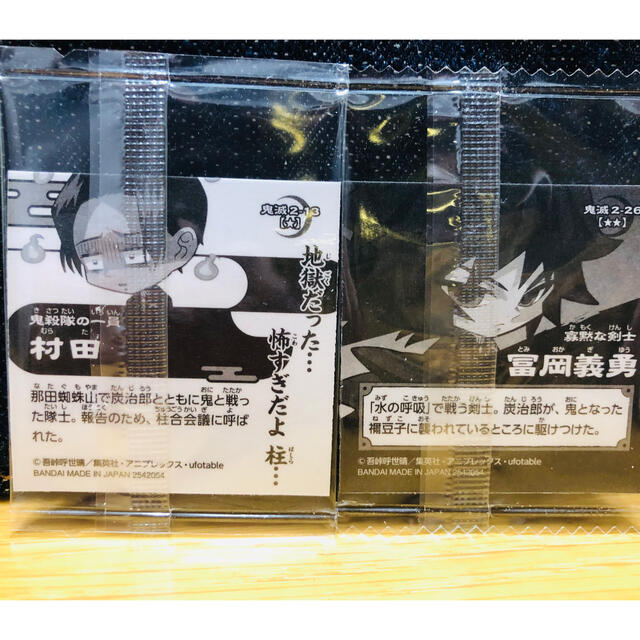 鬼滅2-13
【★】
地獄だった…
怖すぎだよ 柱…
鬼殺隊の一員
村田
那田蜘蛛山で炭治郎とともに鬼と戦っ
た隊士。報告のため、柱合会議に呼ば
れた。
©吾峠呼世晴／集英社・アニプレックス・ufotable
BANDAI MADE IN JAPAN 2542054
鬼滅2-26
【★★】
寡黙な剣士
冨岡義勇
「水の呼吸」で戦う剣士。炭治郎が、鬼となった
禰豆子に襲われているところに駆けつけた。
©吾峠呼世晴／集英社・アニプレックス・ufotable
BANDAI MADE IN JAPAN 2542054